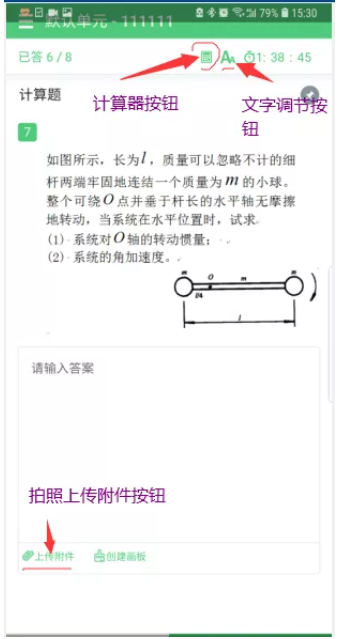 79% 15:30
默认单元 - 111111
已答 6 / 8
AA
1: 38 : 45
计算器按钮
文字调节按
钮
计算题
7
如图所示，长为l，质量可以忽略不计的细
杆两端牢固地连结一个质量为m的小球。
整个可绕O点并垂于杆长的水平轴无摩擦
地转动，当系统在水平位置时，试求
(1) 系统对O轴的转动惯量；
(2) 系统的角加速度。
m O m m
l/4
l
请输入答案
拍照上传附件按钮
上传附件 创建画板